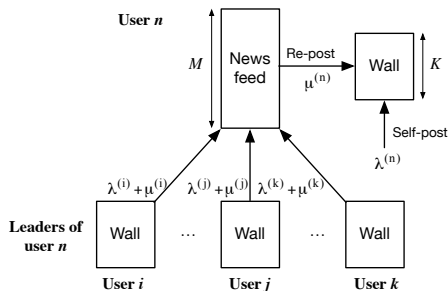 User n
M
News
feed
Re-post
μ(n)
Wall
K
Self-post
λ(n)
λ(i) + μ(i)
λ(j) + μ(j)
λ(k) + μ(k)
Leaders of
user n
Wall
...
Wall
...
Wall
User i
User j
User k